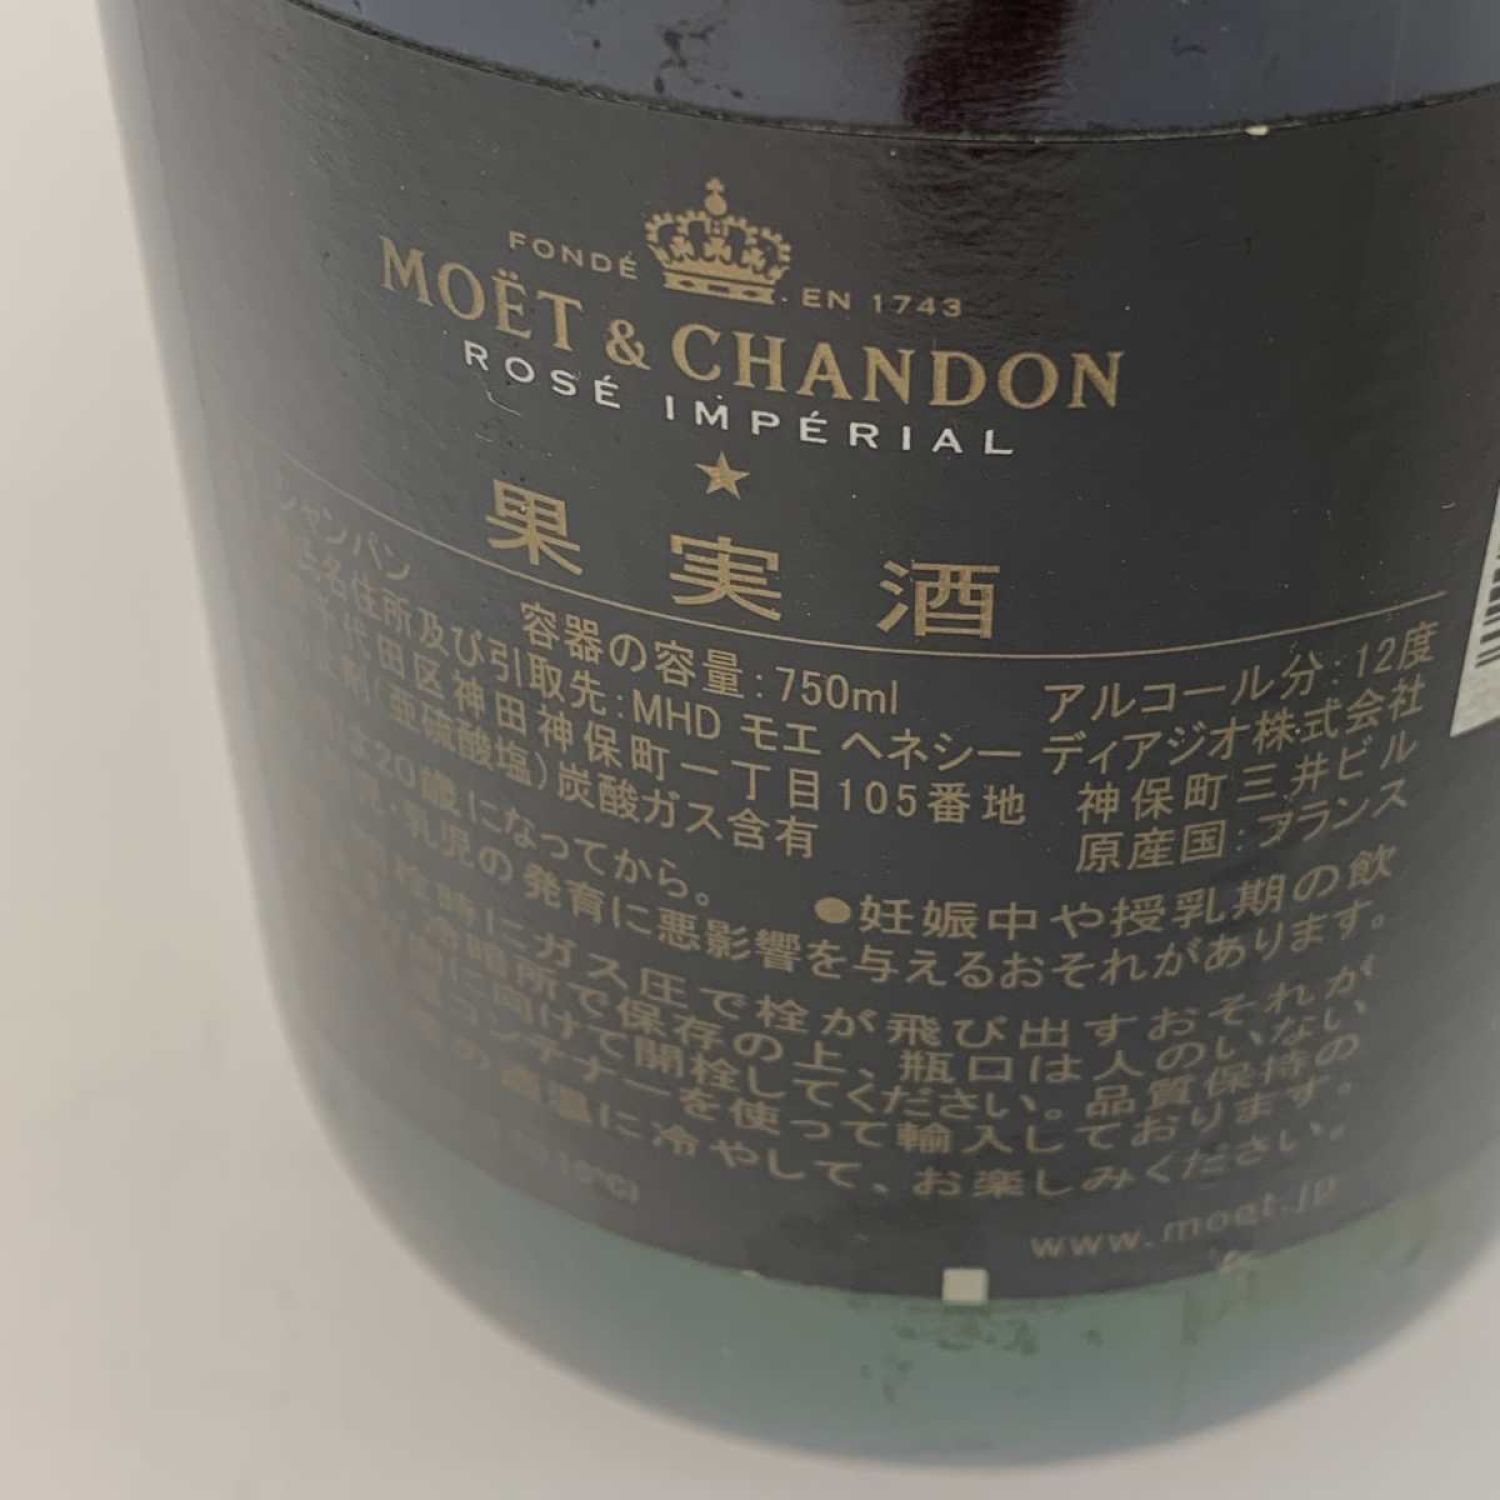 FONDÉ EN 1743
MOËT & CHANDON
ROSÉ IMPÉRIAL
果実酒
シャンパン 容器の容量:750ml アルコール分:12度
名住所及び引取先:MHD モエ ヘネシー ディアジオ株式会社
千代田区神田神保町一丁目105番地 神保町三井ビル
(亜硫酸塩)炭酸ガス含有 原産国:フランス
は20歳になってから。 ●妊娠中や授乳期の飲
・乳児の発育に悪影響を与えるおそれがあります。
栓時にガス圧で栓が飛び出すおそれが
冷暗所で保存の上、瓶口は人のいない
に向けて開栓してください。品質保持の
コンテナーを使って輸入しております。
の適温に冷やして、お楽しみください。
www.moet.jp